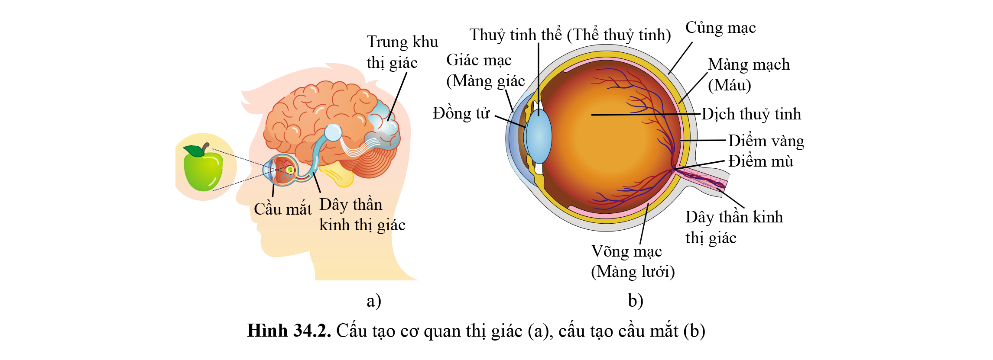 Trung khu
thị giác
Cầu mắt
Dây thần
kinh thị giác
a)
Thuỷ tinh thể (Thể thuỷ tinh)
Giác mạc
(Màng giác
Đồng tử
Củng mạc
Màng mạch
(Máu)
Dịch thuỷ tinh
Diểm vàng
Điểm mù
Dây thần kinh
thị giác
Võng mạc
(Màng lưới)
b)
Hình 34.2. Cấu tạo cơ quan thị giác (a), cấu tạo cầu mắt (b)